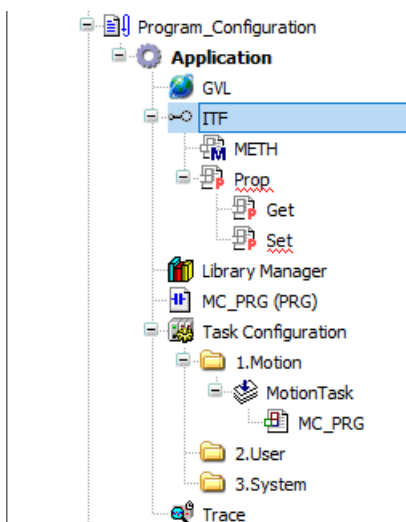 Program_Configuration
Application
GVL
ITF
METH
Prop
Get
Set
Library Manager
MC_PRG (PRG)
Task Configuration
1.Motion
MotionTask
MC_PRG
2.User
3.System
Trace